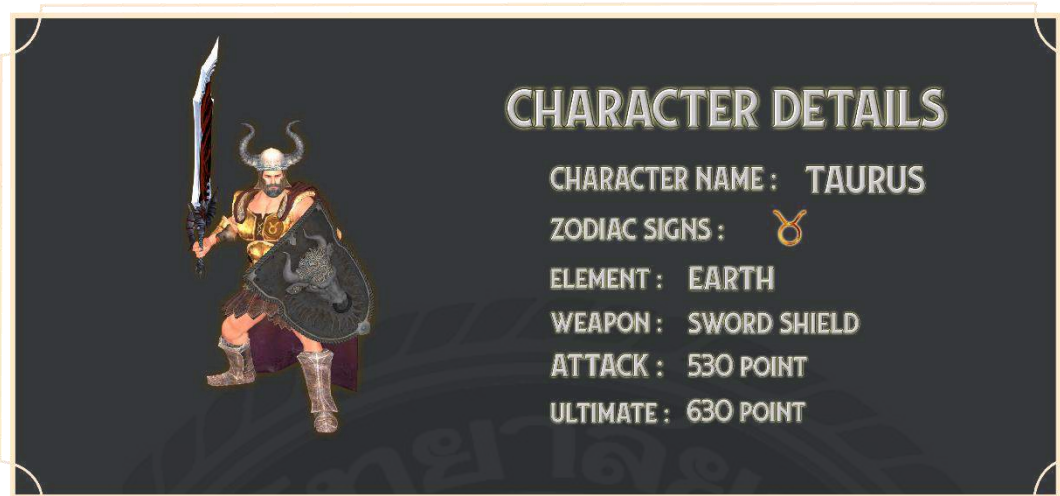 CHARACTER DETAILS
CHARACTER NAME : TAURUS
ZODIAC SIGNS : ♉
ELEMENT : EARTH
WEAPON : SWORD SHIELD
ATTACK : 530 POINT
ULTIMATE : 630 POINT